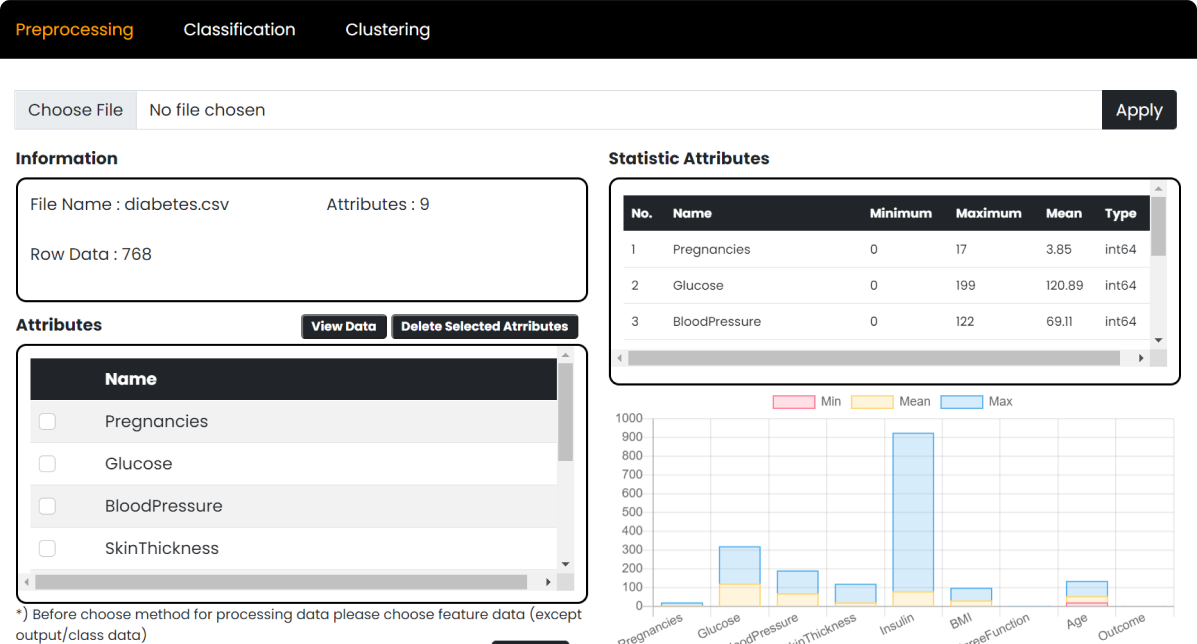 Preprocessing Classification Clustering
Choose File No file chosen Apply
Information
File Name : diabetes.csv Attributes : 9
Row Data : 768
Attributes View Data Delete Selected Atrributes
Name
Pregnancies
Glucose
BloodPressure
SkinThickness
*) Before choose method for processing data please choose feature data (except
output/class data)
Statistic Attributes
No. Name Minimum Maximum Mean Type
1 Pregnancies 0 17 3.85 int64
2 Glucose 0 199 120.89 int64
3 BloodPressure 0 122 69.11 int64
Min Mean Max
1000
900
800
700
600
500
400
300
200
100
0
Pregnancies Glucose Insulin BMI Age Outcome